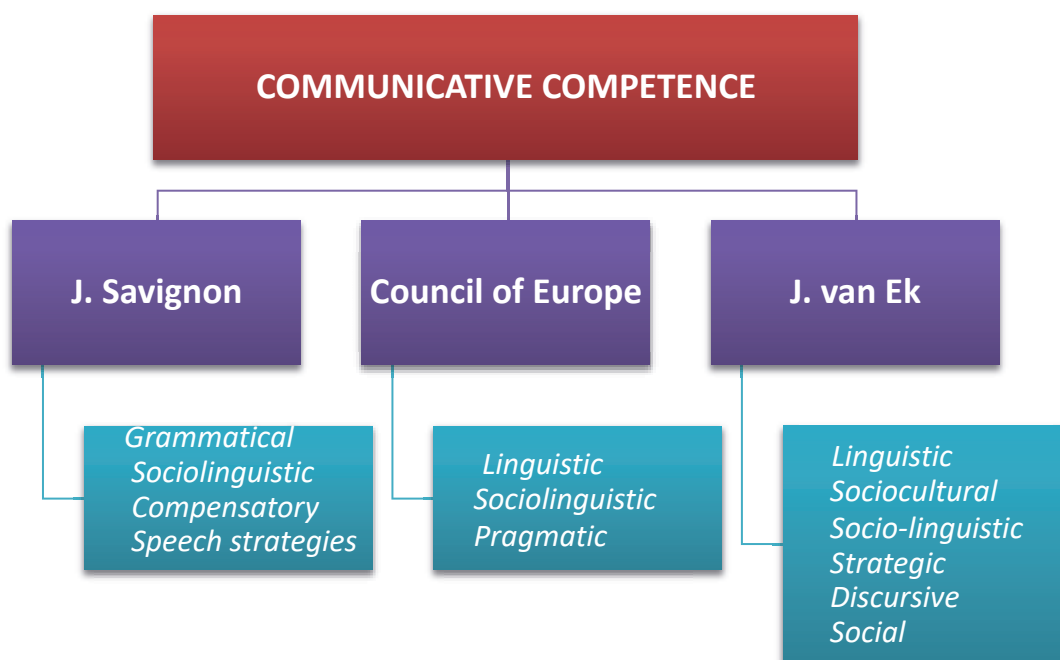 COMMUNICATIVE COMPETENCE
J. Savignon
Council of Europe
J. van Ek
Grammatical
Sociolinguistic
Compensatory
Speech strategies
Linguistic
Sociolinguistic
Pragmatic
Linguistic
Sociocultural
Socio-linguistic
Strategic
Discursive
Social